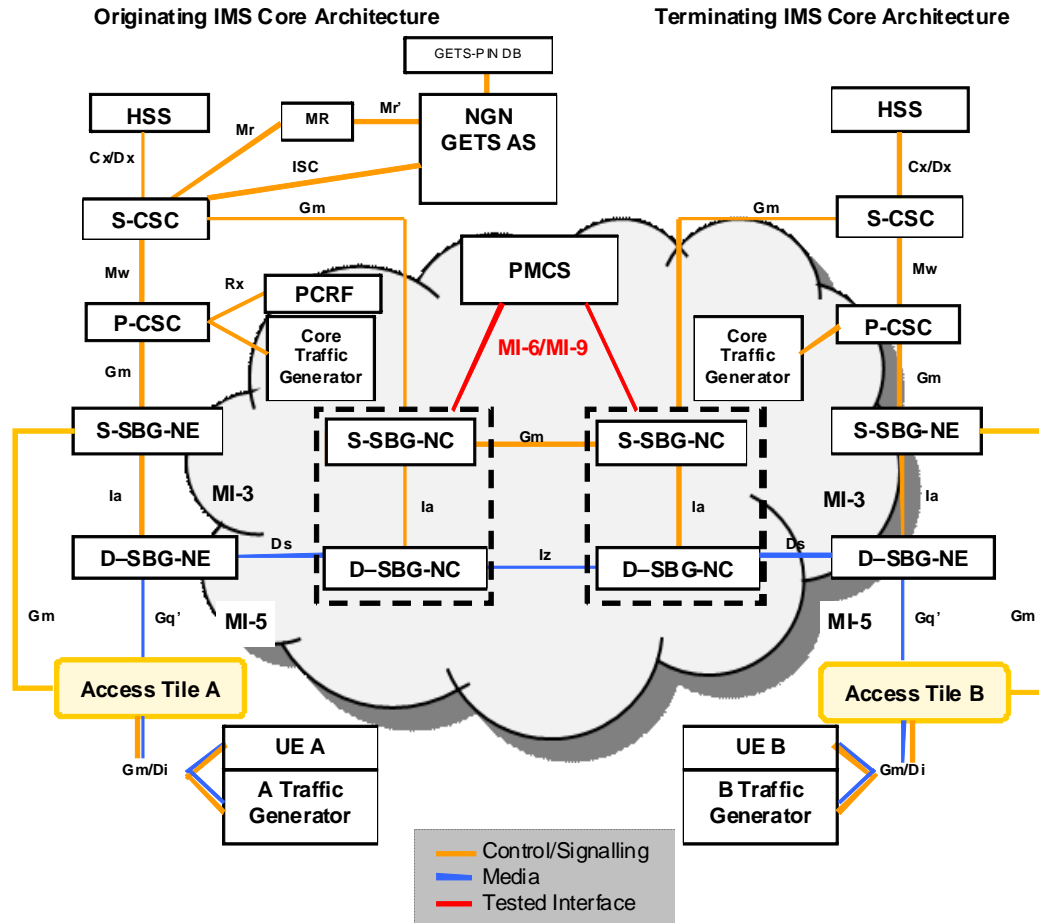 Originating IMS Core Architecture
Terminating IMS Core Architecture
GETS-PIN DB
HSS
MR
Mr
Mr’
NGN
GETS AS
HSS
Cx/Dx
ISC
Cx/Dx
S-CSC
Gm
Gm
S-CSC
Mw
PMCS
Mw
Rx
PCRF
P-CSC
Core
Traffic
Generator
MI-6/MI-9
Core
Traffic
Generator
P-CSC
Gm
Gm
S-SBG-NE
S-SBG-NC
Gm
S-SBG-NC
S-SBG-NE
Ia
MI-3
Ia
Ia
MI-3
Ia
D–SBG-NE
Ds
D–SBG-NC
Iz
D–SBG-NC
Ds
D–SBG-NE
Gm
Gq’
MI-5
MI-5
Gq’
Gm
Access Tile A
Access Tile B
Gm/Di
UE A
A Traffic
Generator
UE B
B Traffic
Generator
Gm/Di
Control/Signalling
Media
Tested Interface